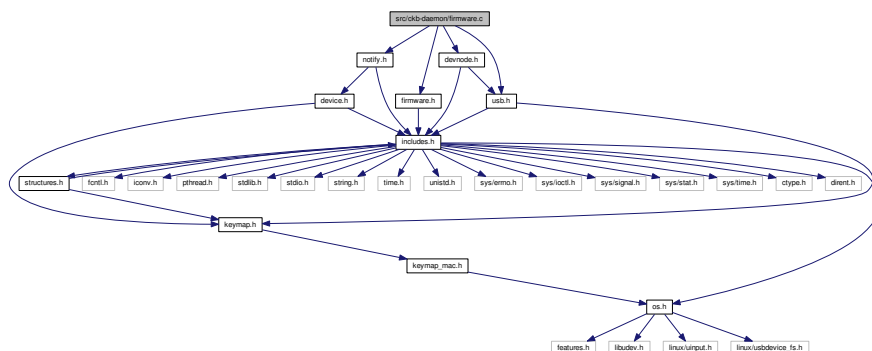 src/ckb-daemon/firmware.c
notify.h
devnode.h
device.h
firmware.h
usb.h
includes.h
structures.h
fcntl.h
iconv.h
pthread.h
stdlib.h
stdio.h
string.h
time.h
unistd.h
sys/errno.h
sys/ioctl.h
sys/signal.h
sys/stat.h
sys/time.h
ctype.h
dirent.h
keymap.h
keymap_mac.h
os.h
features.h
libudev.h
linux/uinput.h
linux/usbdevice_fs.h